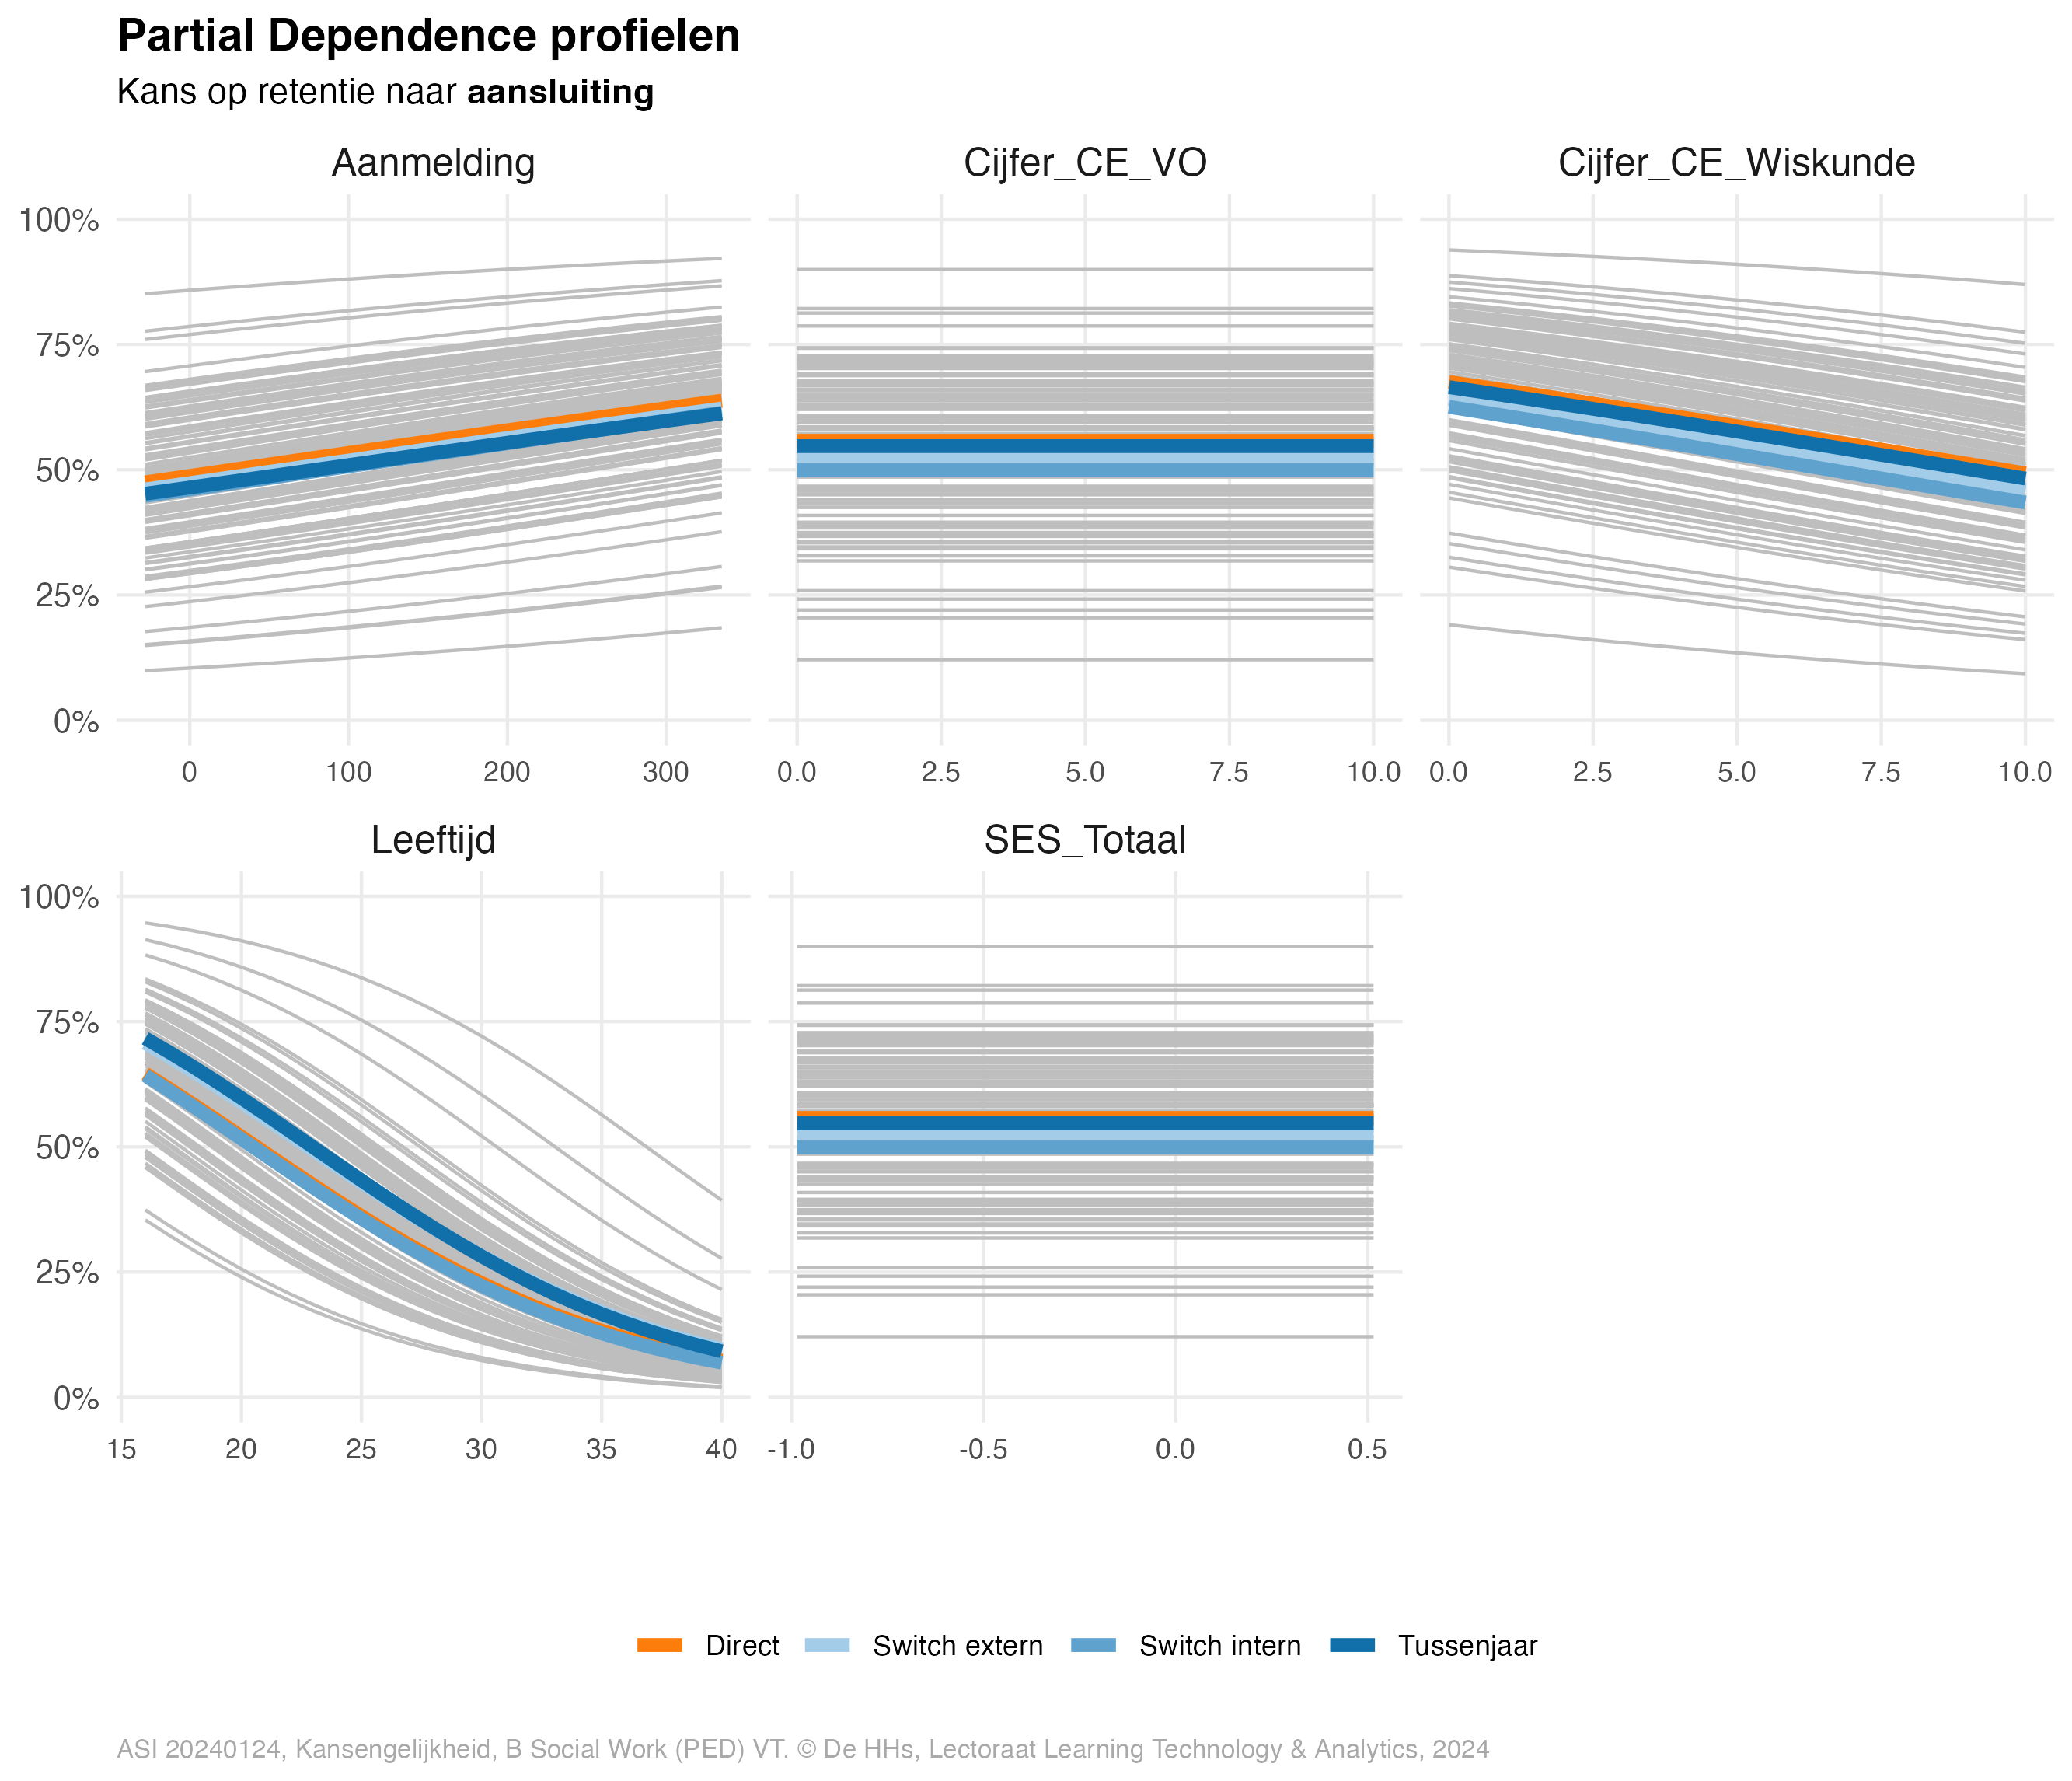 Partial Dependence profielen
Kans op retentie naar aansluiting
Aanmelding
Cijfer_CE_VO
Cijfer_CE_Wiskunde
100%
75%
50%
25%
0%
0 100 200 300
0.0 2.5 5.0 7.5 10.0
0.0 2.5 5.0 7.5 10.0
Leeftijd
SES_Totaal
100%
75%
50%
25%
0%
15 20 25 30 35 40
-1.0 -0.5 0.0 0.5
Direct Switch extern Switch intern Tussenjaar
ASI 20240124, Kansengelijkheid, B Social Work (PED) VT. © De HHs, Lectoraat Learning Technology & Analytics, 2024